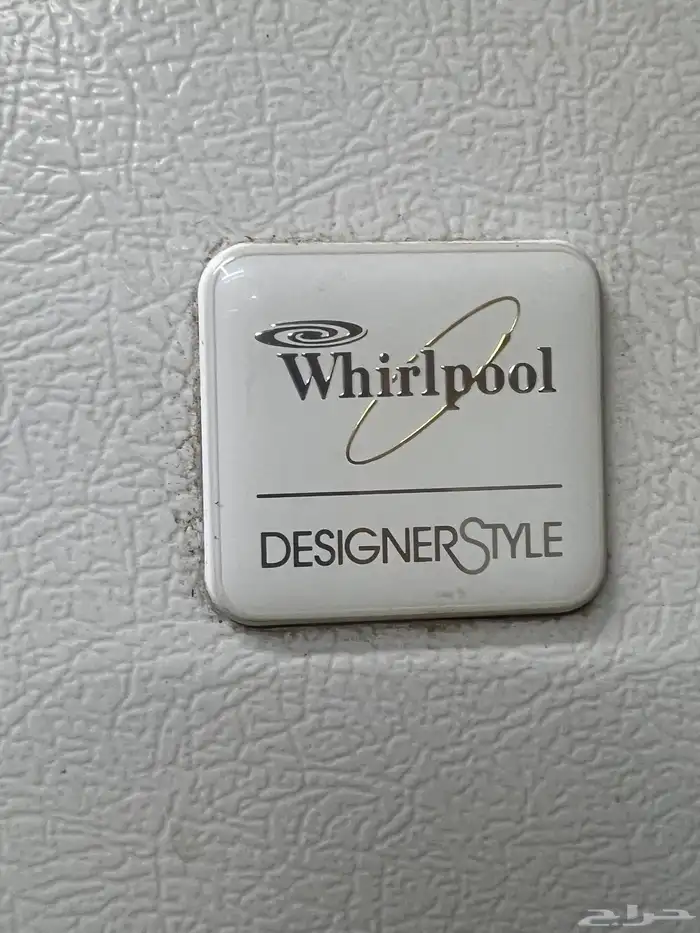 Whirlpool
DESIGNERSTYLE
حراج